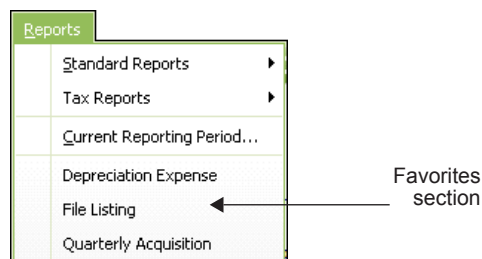 Reports
Standard Reports
Tax Reports
Current Reporting Period...
Depreciation Expense
File Listing
Quarterly Acquisition
Favorites
section